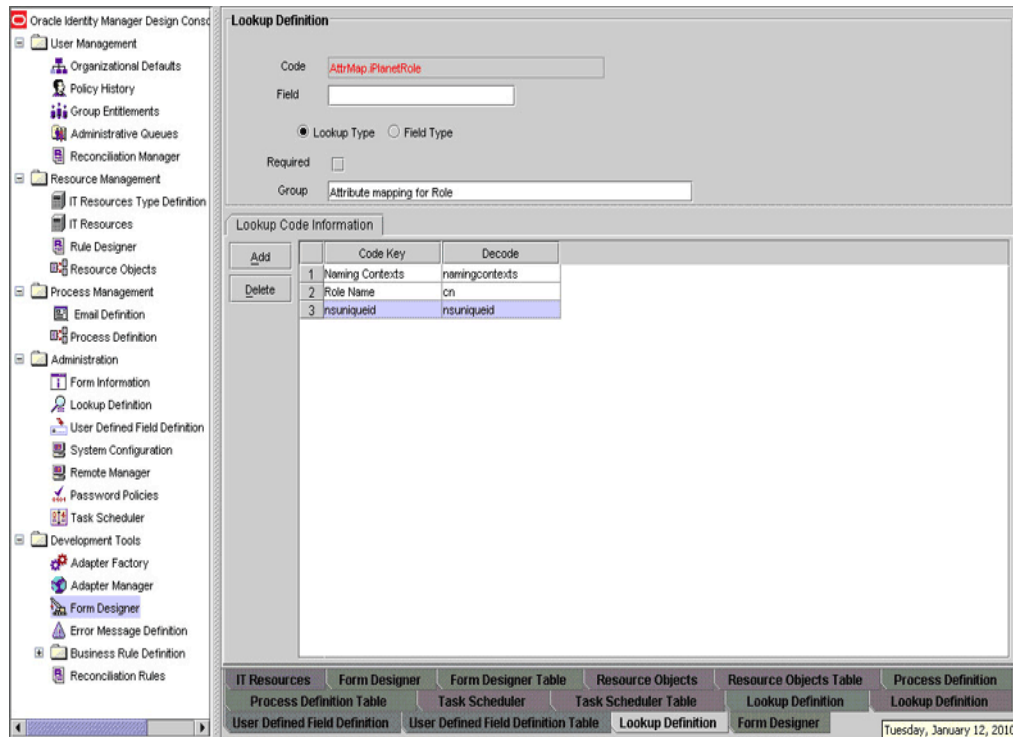 Oracle Identity Manager Design Consc
User Management
Organizational Defaults
Policy History
Group Entitlements
Administrative Queues
Reconciliation Manager
Resource Management
IT Resources Type Definition
IT Resources
Rule Designer
Resource Objects
Process Management
Email Definition
Process Definition
Administration
Form Information
Lookup Definition
User Defined Field Definition
System Configuration
Remote Manager
Password Policies
Task Scheduler
Development Tools
Adapter Factory
Adapter Manager
Form Designer
Error Message Definition
Business Rule Definition
Reconciliation Rules
Lookup Definition
Code AttrMap.iPlanetRole
Field
Lookup Type Field Type
Required
Group Attribute mapping for Role
Lookup Code Information
Add
Delete
Code Key Decode
1 Naming Contexts namingcontexts
2 Role Name cn
3 nsuniqueid nsuniqueid
IT Resources Form Designer Form Designer Table Resource Objects Resource Objects Table Process Definition
Process Definition Table Task Scheduler Task Scheduler Table Lookup Definition Lookup Definition
User Defined Field Definition User Defined Field Definition Table Lookup Definition Form Designer
Tuesday, January 12, 2010